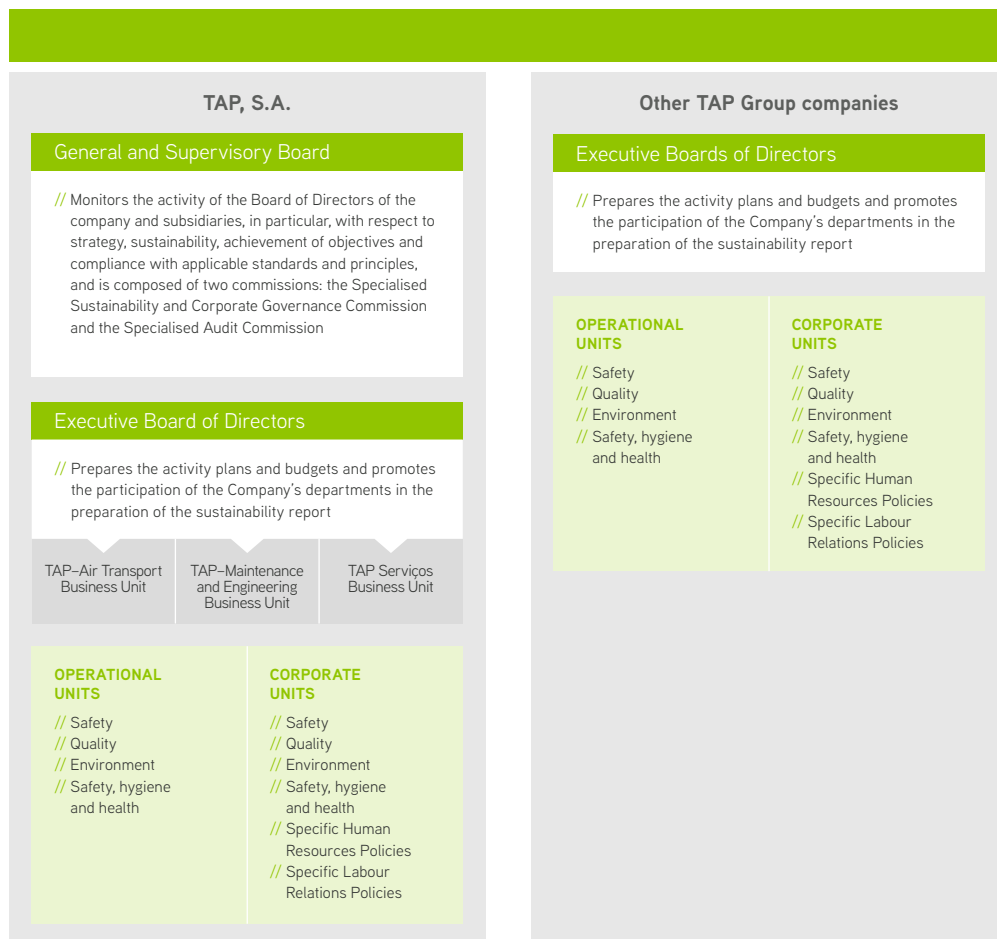 TAP, S.A.
General and Supervisory Board
// Monitors the activity of the Board of Directors of the
company and subsidiaries, in particular, with respect to
strategy, sustainability, achievement of objectives and
compliance with applicable standards and principles,
and is composed of two commissions: the Specialised
Sustainability and Corporate Governance Commission
and the Specialised Audit Commission
Executive Board of Directors
// Prepares the activity plans and budgets and promotes
the participation of the Company's departments in the
preparation of the sustainability report
TAP–Air Transport
Business Unit
TAP–Maintenance
and Engineering
Business Unit
TAP Serviços
Business Unit
OPERATIONAL
UNITS
// Safety
// Quality
// Environment
// Safety, hygiene
and health
CORPORATE
UNITS
// Safety
// Quality
// Environment
// Safety, hygiene
and health
// Specific Human
Resources Policies
// Specific Labour
Relations Policies
Other TAP Group companies
Executive Boards of Directors
// Prepares the activity plans and budgets and promotes
the participation of the Company's departments in the
preparation of the sustainability report
OPERATIONAL
UNITS
// Safety
// Quality
// Environment
// Safety, hygiene
and health
CORPORATE
UNITS
// Safety
// Quality
// Environment
// Safety, hygiene
and health
// Specific Human
Resources Policies
// Specific Labour
Relations Policies